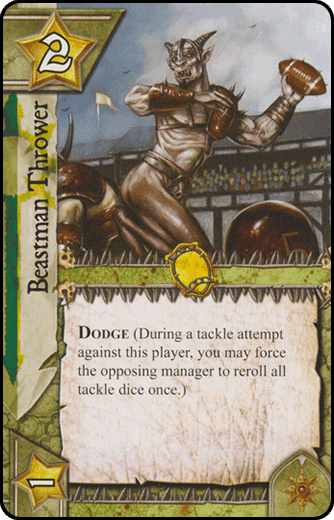 2
Beastman Thrower
DODGE (During a tackle attempt
against this player, you may force
the opposing manager to reroll all
tackle dice once.)
1